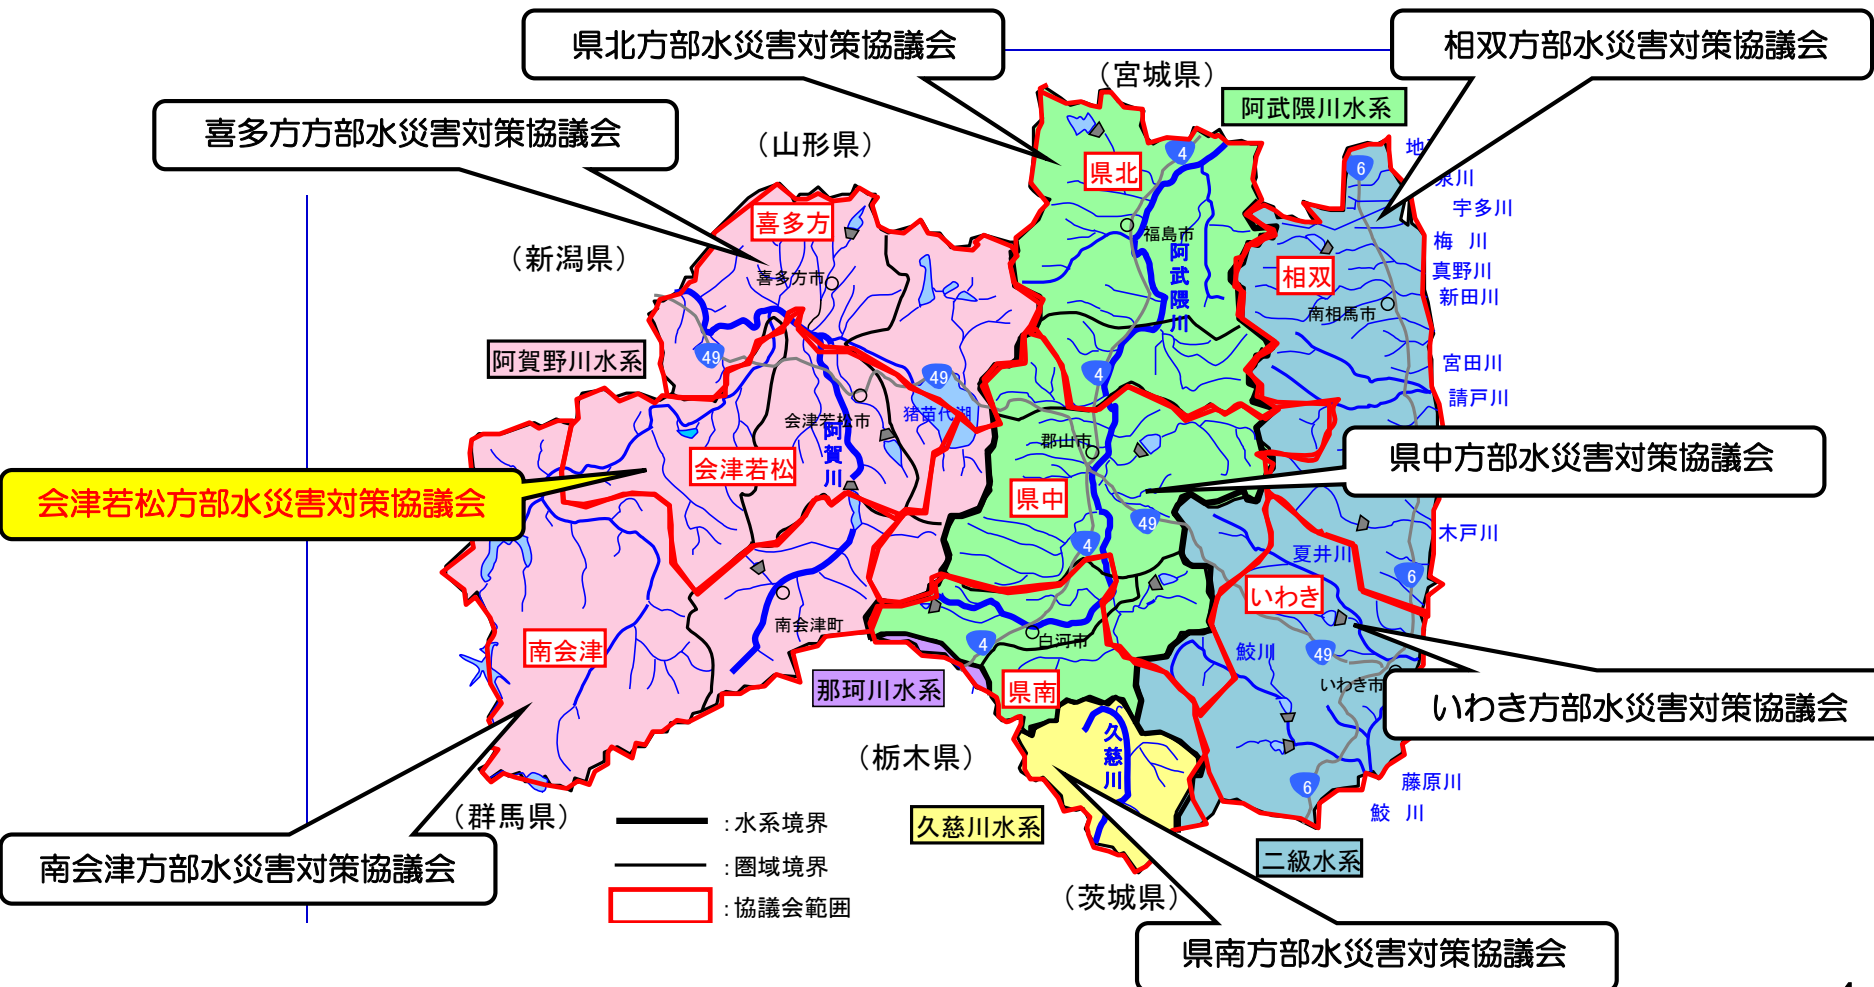 県北方部水災害対策協議会
相双方部水災害対策協議会
(宮城県)
阿武隈川水系
喜多方方部水災害対策協議会
(山形県)
地
4
6
県北
泉川
宇多川
喜多方
福島市
梅 川
(新潟県)
阿武隈川
真野川
相双
喜多方市
新田川
南相馬市
阿賀野川水系
49
49
4
宮田川
請戸川
猪苗代湖
会津若松市
阿賀川
郡山市
県中方部水災害対策協議会
会津若松
県中
会津若松方部水災害対策協議会
49
木戸川
4
夏井川
6
いわき
南会津町
白河市
4
南会津
鮫川
49
那珂川水系
県南
いわき市
いわき方部水災害対策協議会
久慈川
(栃木県)
藤原川
6
鮫 川
(群馬県)
:水系境界
久慈川水系
二級水系
南会津方部水災害対策協議会
:圏域境界
(茨城県)
:協議会範囲
県南方部水災害対策協議会